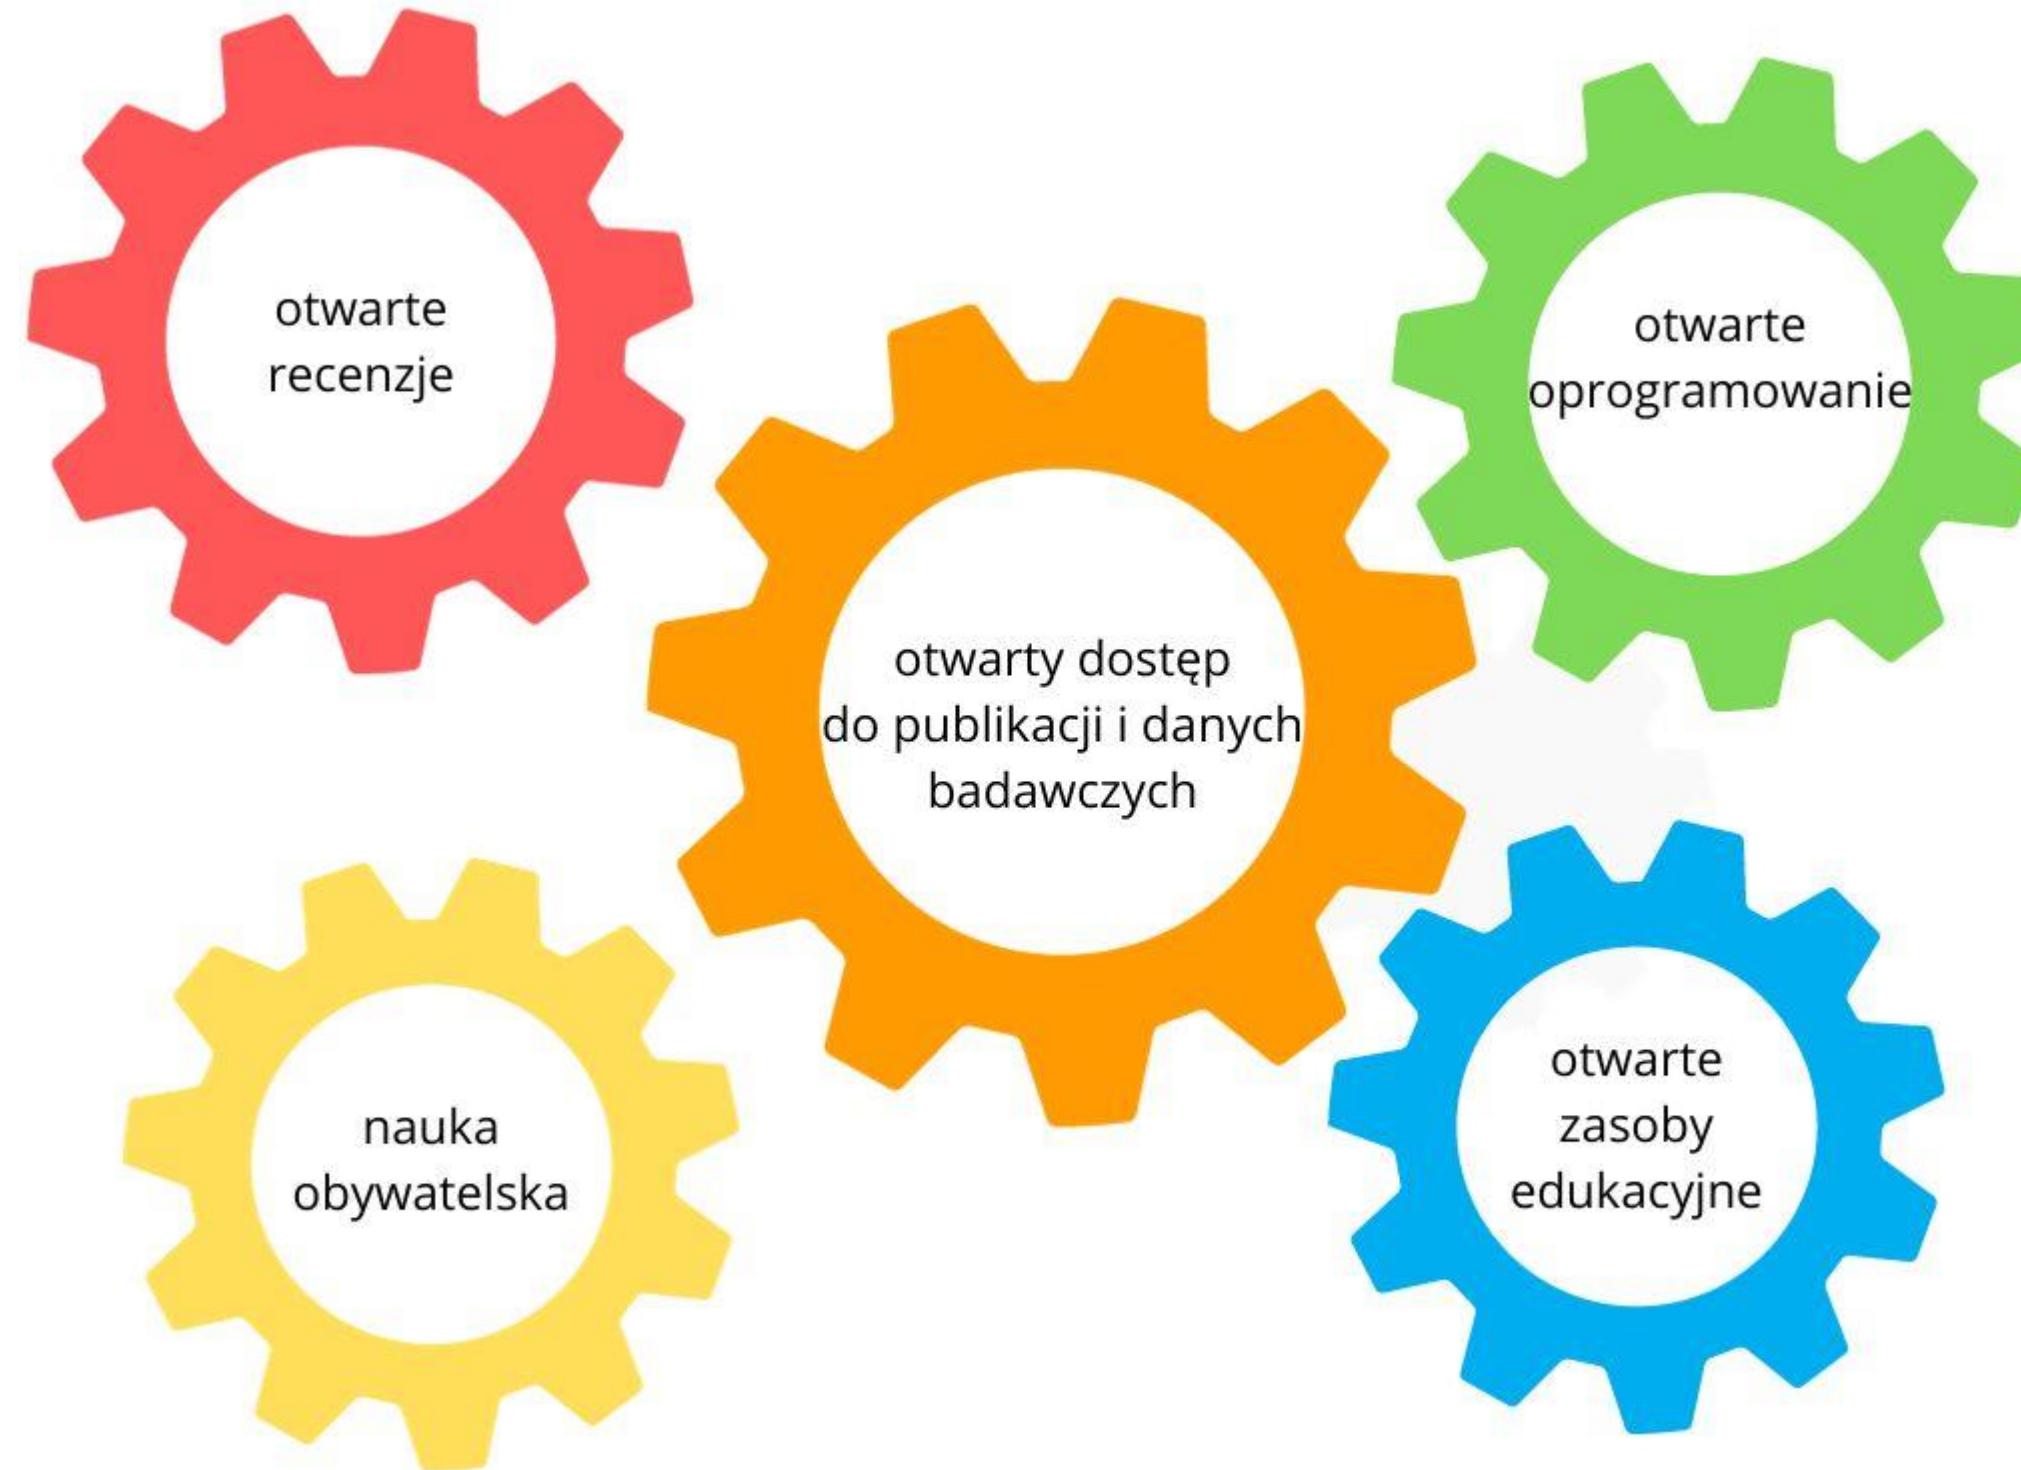 otwarte
recenzje
otwarte
oprogramowanie
otwarty dostęp
do publikacji i danych
badawczych
nauka
obywatelska
otwarte
zasoby
edukacyjne